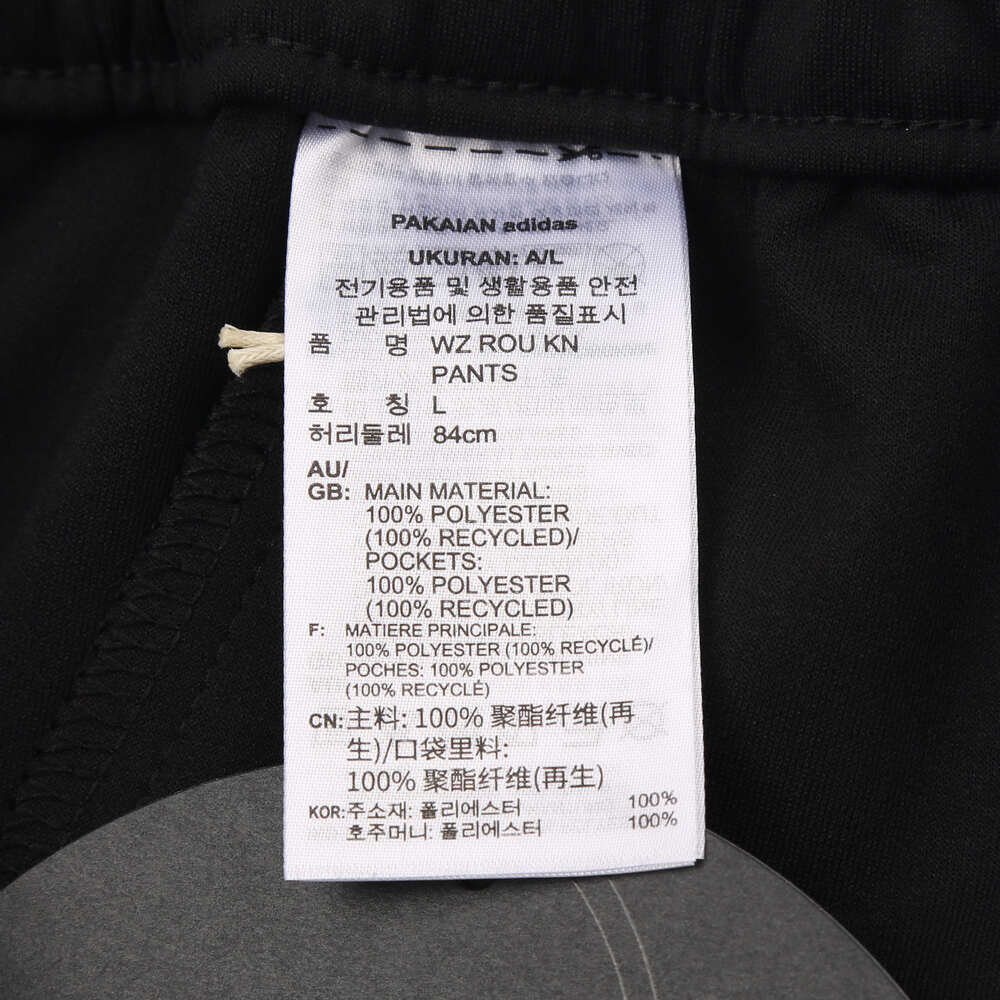 PAKAIAN adidas
UKURAN: A/L
전기용품 및 생활용품 안전
관리법에 의한 품질표시
품 명 WZ ROU KN
PANTS
호 칭 L
허리둘레 84cm
AU/
GB: MAIN MATERIAL:
100% POLYESTER
(100% RECYCLED)/
POCKETS:
100% POLYESTER
(100% RECYCLED)
F: MATIERE PRINCIPALE:
100% POLYESTER (100% RECYCLÉ)/
POCHES: 100% POLYESTER
(100% RECYCLÉ)
CN: 主料: 100% 聚酯纤维(再
生)/口袋里料:
100% 聚酯纤维(再生)
KOR: 주소재: 폴리에스터 100%
호주머니: 폴리에스터 100%